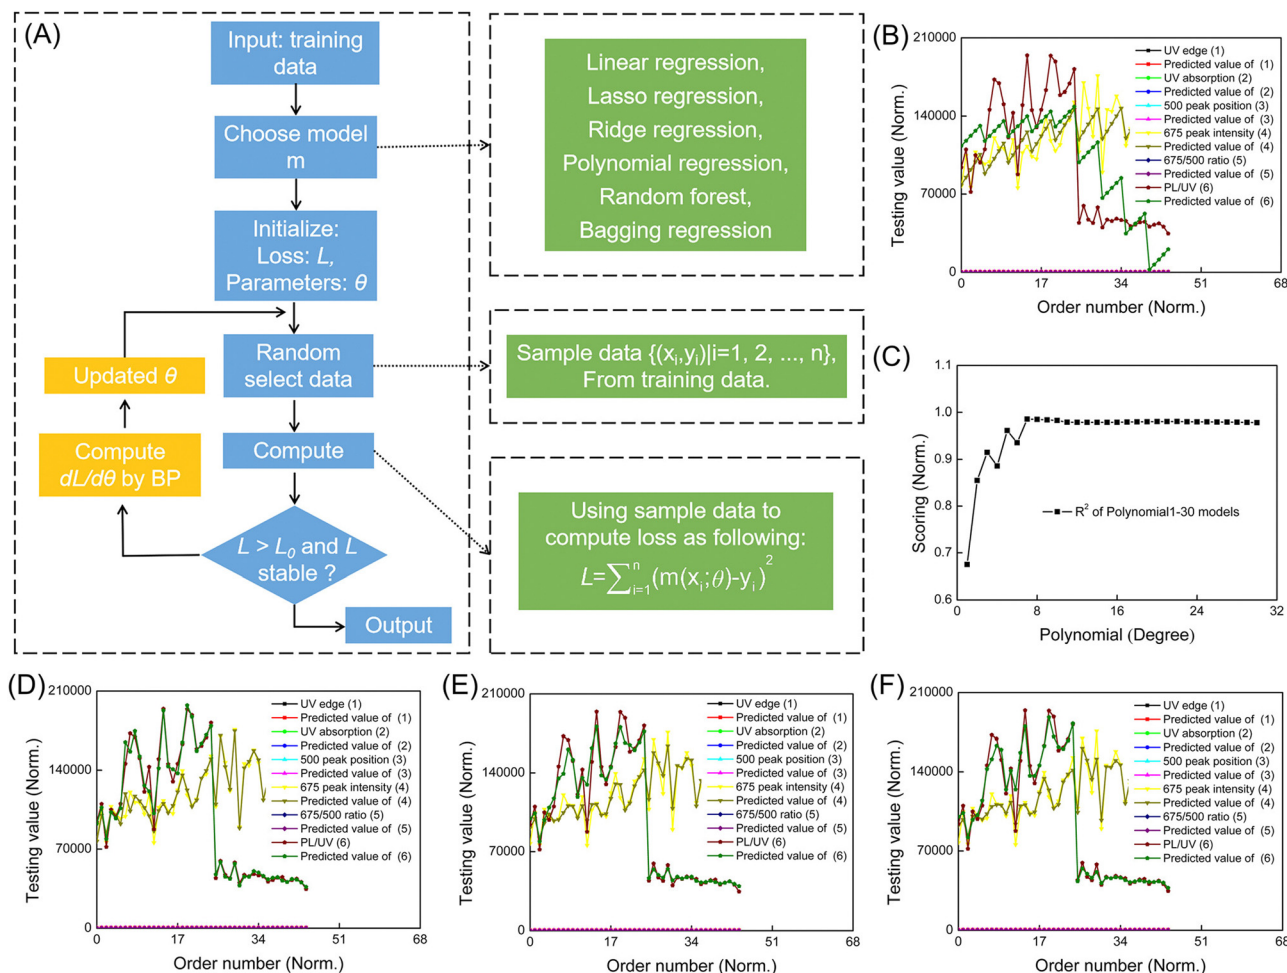 (A)
Input: training
data
Choose model
m
Initialize:
Loss: L,
Parameters: θ
Random
select data
Updated θ
Compute
Compute
dL/dθ by BP
L > L₀ and L
stable ?
Output
Linear regression,
Lasso regression,
Ridge regression,
Polynomial regression,
Random forest,
Bagging regression
Sample data {(xᵢ,yᵢ)|i=1, 2, ..., n},
From training data.
Using sample data to
compute loss as following:
L=∑ᵢ₌₁ⁿ(m(xᵢ;θ)-yᵢ)²
(B)
210000
140000
70000
0
Testing value (Norm.)
UV edge (1)
Predicted value of (1)
UV absorption (2)
Predicted value of (2)
500 peak position (3)
Predicted value of (3)
675 peak intensity (4)
Predicted value of (4)
675/500 ratio (5)
Predicted value of (5)
PL/UV (6)
Predicted value of (6)
0 17 34 51 68
Order number (Norm.)
(C)
1.1
1.0
0.9
0.8
0.7
0.6
Scoring (Norm.)
R² of Polynomial1-30 models
0 8 16 24 32
Polynomial (Degree)
(D)
210000
140000
70000
0
Testing value (Norm.)
UV edge (1)
Predicted value of (1)
UV absorption (2)
Predicted value of (2)
500 peak position (3)
Predicted value of (3)
675 peak intensity (4)
Predicted value of (4)
675/500 ratio (5)
Predicted value of (5)
PL/UV (6)
Predicted value of (6)
0 17 34 51 68
Order number (Norm.)
(E)
210000
140000
70000
0
Testing value (Norm.)
UV edge (1)
Predicted value of (1)
UV absorption (2)
Predicted value of (2)
500 peak position (3)
Predicted value of (3)
675 peak intensity (4)
Predicted value of (4)
675/500 ratio (5)
Predicted value of (5)
PL/UV (6)
Predicted value of (6)
0 17 34 51 68
Order number (Norm.)
(F)
210000
140000
70000
0
Testing value (Norm.)
UV edge (1)
Predicted value of (1)
UV absorption (2)
Predicted value of (2)
500 peak position (3)
Predicted value of (3)
675 peak intensity (4)
Predicted value of (4)
675/500 ratio (5)
Predicted value of (5)
PL/UV (6)
Predicted value of (6)
0 17 34 51 68
Order number (Norm.)